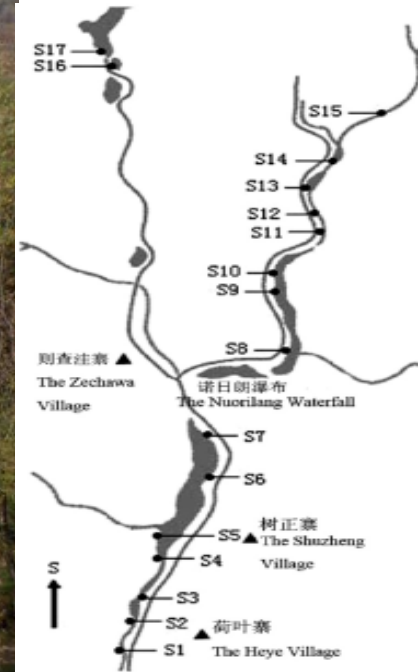 S17
S16
S15
S14
S13
S12
S11
S10
S9
S8
则查洼寨
The Zechawa
Village
诺日朗瀑布
The Nuorilang Waterfall
S7
S6
S5
树正寨
The Shuzheng
Village
S4
S
S3
S2
荷叶寨
S1
The Heye Village